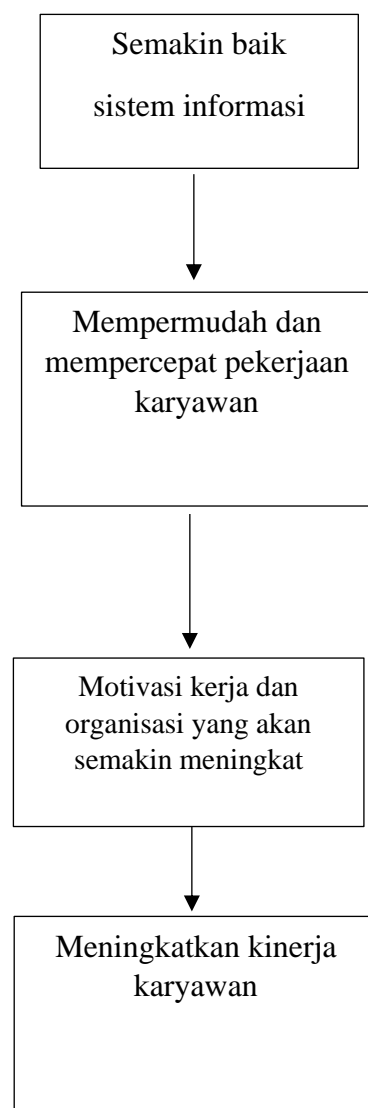 Semakin baik
sistem informasi
Mempermudah dan
mempercepat pekerjaan
karyawan
Motivasi kerja dan
organisasi yang akan
semakin meningkat
Meningkatkan kinerja
karyawan